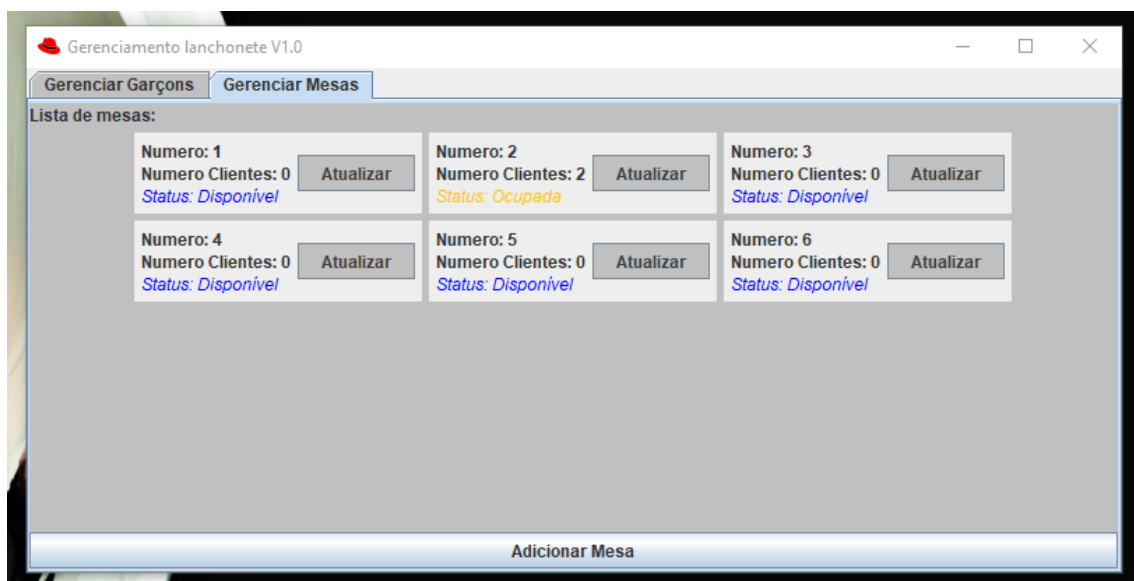 Gerenciamento lanchonete V1.0
Gerenciar Garçons Gerenciar Mesas
Lista de mesas:
Numero: 1
Numero Clientes: 0
Status: Disponível
Atualizar
Numero: 2
Numero Clientes: 2
Status: Ocupada
Atualizar
Numero: 3
Numero Clientes: 0
Status: Disponível
Atualizar
Numero: 4
Numero Clientes: 0
Status: Disponível
Atualizar
Numero: 5
Numero Clientes: 0
Status: Disponível
Atualizar
Numero: 6
Numero Clientes: 0
Status: Disponível
Atualizar
Adicionar Mesa